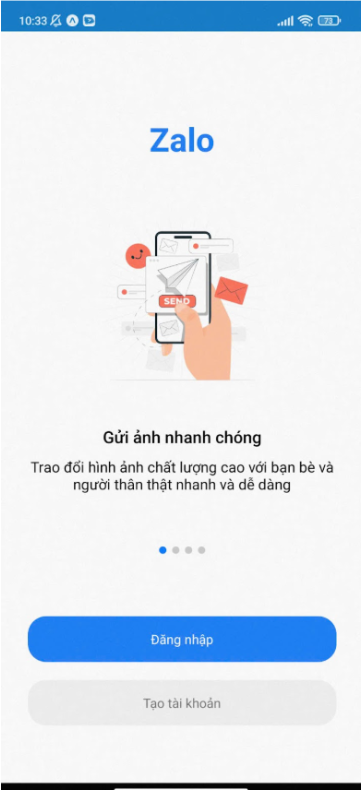 10:33
73
Zalo
SEND
Gửi ảnh nhanh chóng
Trao đổi hình ảnh chất lượng cao với bạn bè và
người thân thật nhanh và dễ dàng
Đăng nhập
Tạo tài khoản